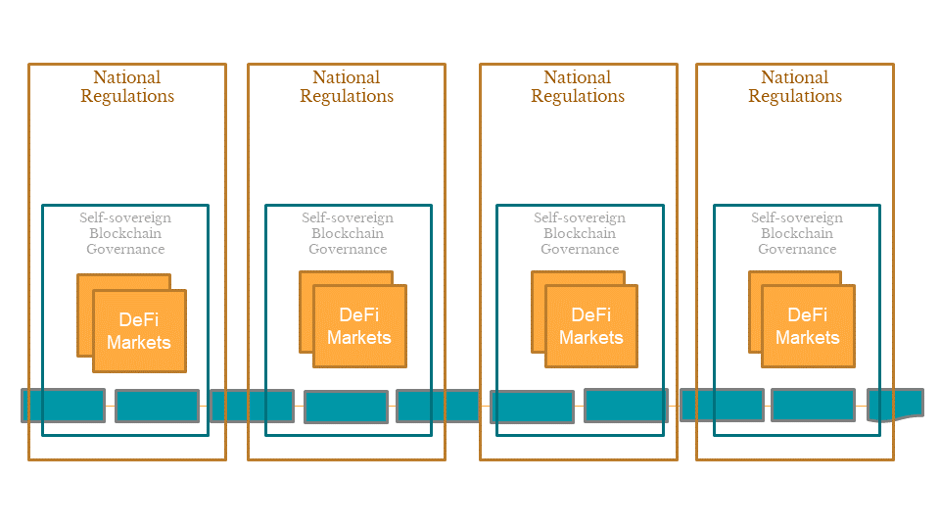 National
Regulations
Self-sovereign
Blockchain
Governance
DeFi
Markets
National
Regulations
Self-sovereign
Blockchain
Governance
DeFi
Markets
National
Regulations
Self-sovereign
Blockchain
Governance
DeFi
Markets
National
Regulations
Self-sovereign
Blockchain
Governance
DeFi
Markets